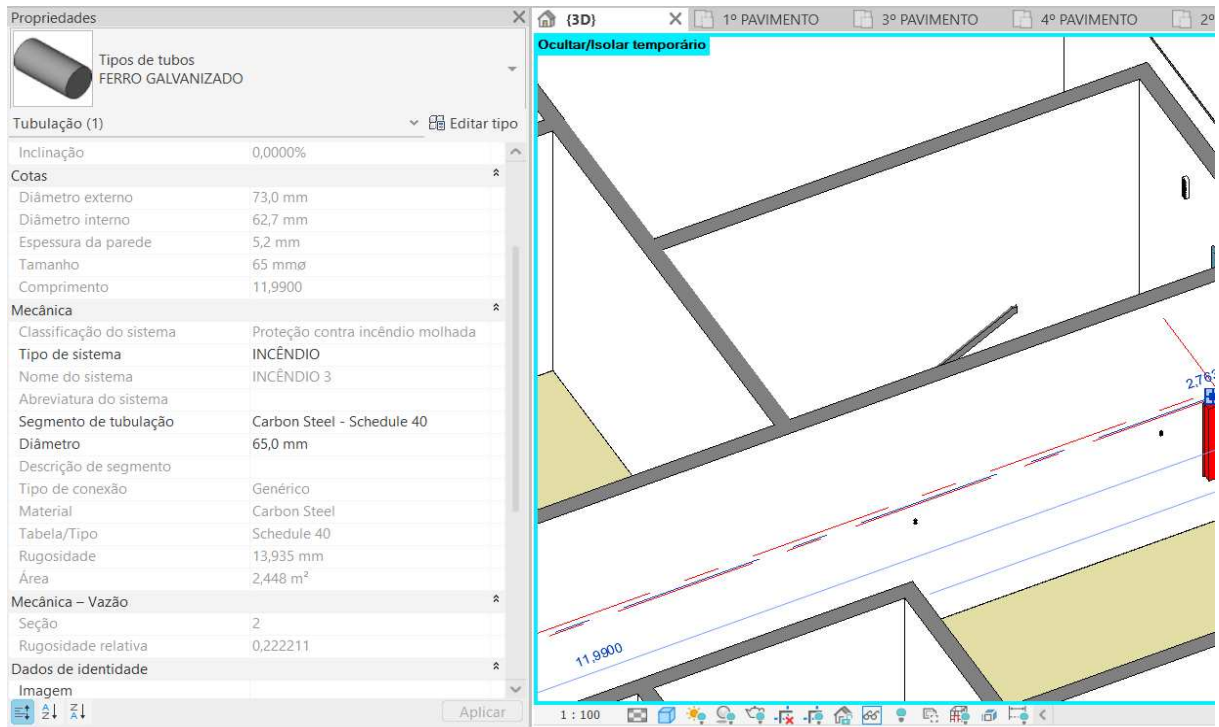 Propriedades
Tipos de tubos
FERRO GALVANIZADO
Tubulação (1)
Editar tipo
Inclinação 0,0000%
Cotas
Diâmetro externo 73,0 mm
Diâmetro interno 62,7 mm
Espessura da parede 5,2 mm
Tamanho 65 mmø
Comprimento 11,9900
Mecânica
Classificação do sistema Proteção contra incêndio molhada
Tipo de sistema INCÊNDIO
Nome do sistema INCÊNDIO 3
Abreviatura do sistema
Segmento de tubulação Carbon Steel - Schedule 40
Diâmetro 65,0 mm
Descrição de segmento
Tipo de conexão Genérico
Material Carbon Steel
Tabela/Tipo Schedule 40
Rugosidade 13,935 mm
Área 2,448 m²
Mecânica – Vazão
Seção 2
Rugosidade relativa 0,222211
Dados de identidade
Imagem
Aplicar
{3D} 1º PAVIMENTO 3º PAVIMENTO 4º PAVIMENTO 2º
Ocultar/Isolar temporário
2,763
11,9900
1 : 100